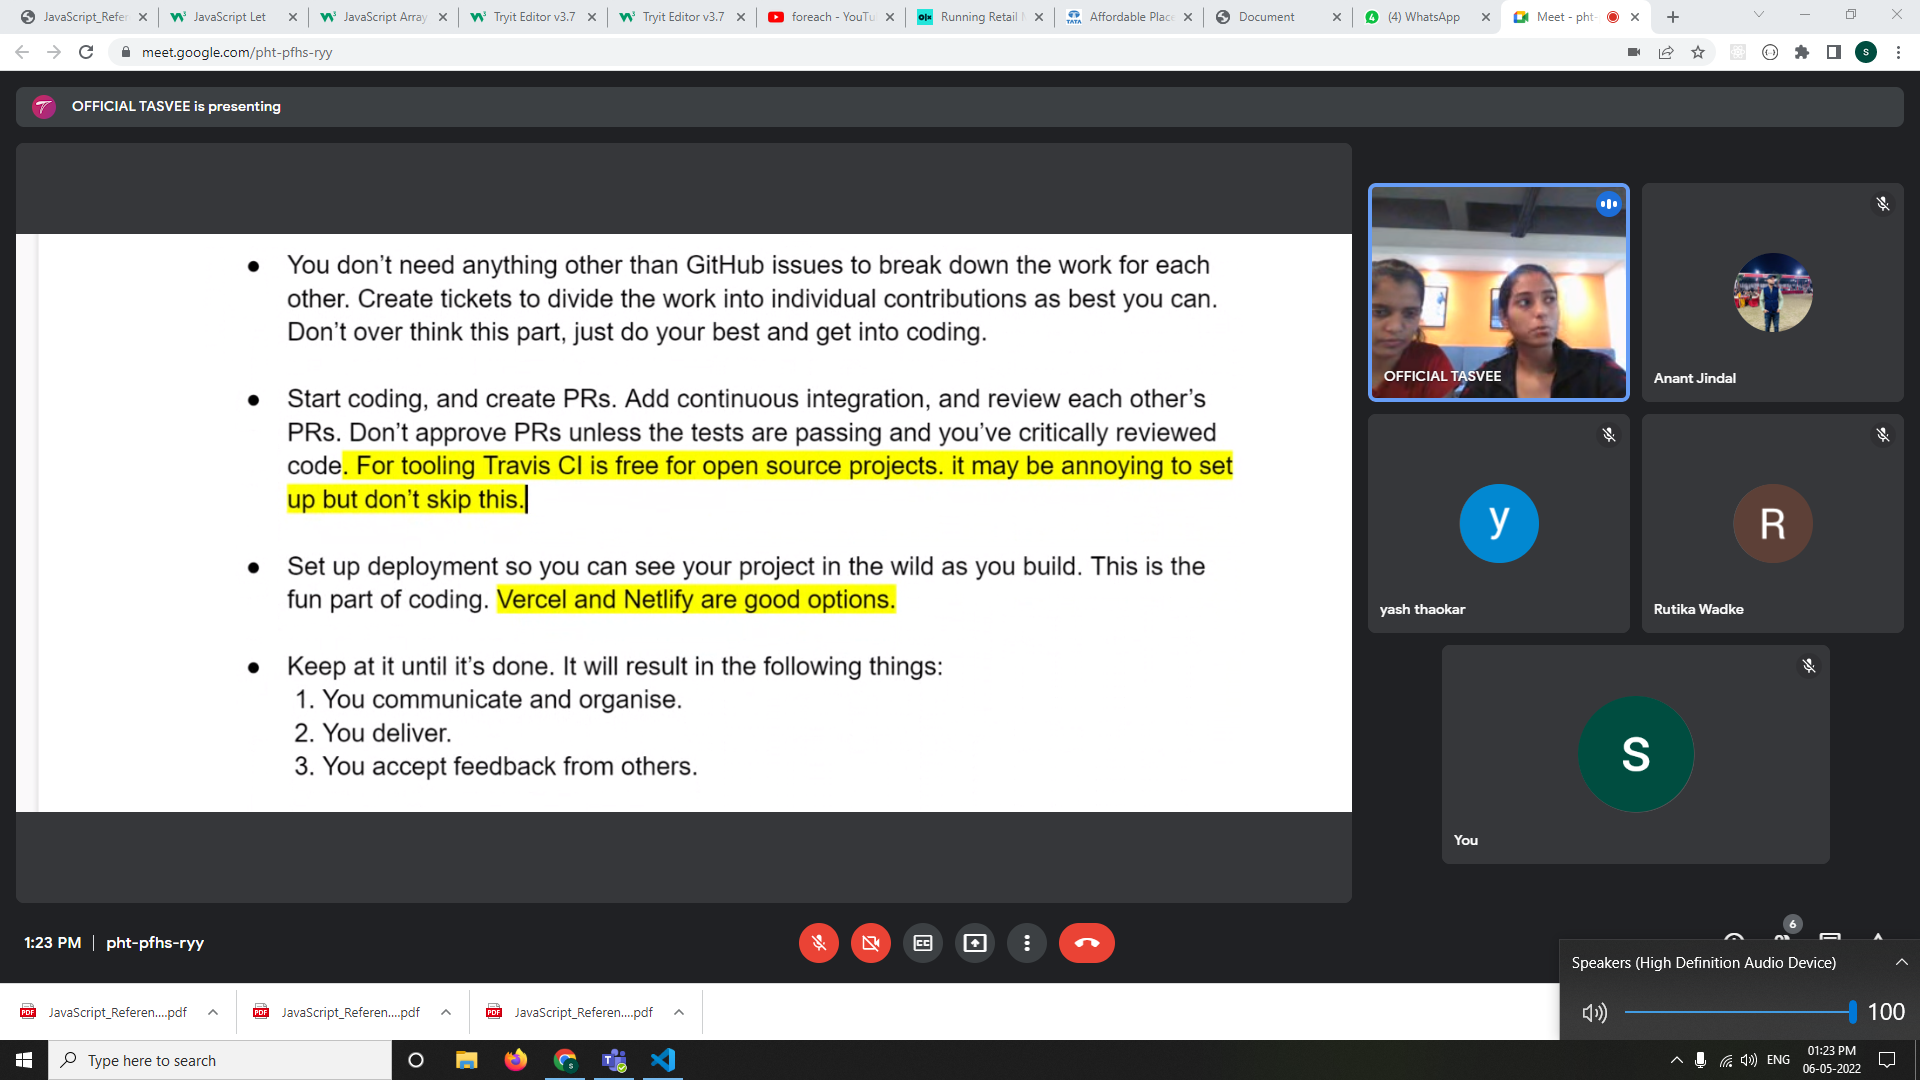 JavaScript_Refer
JavaScript Let
JavaScript Array
Tryit Editor v3.7
Tryit Editor v3.7
foreach - YouTu
Running Retail
Affordable Plac
Document
(4) WhatsApp
Meet - pht-
meet.google.com/pht-pfhs-ryy
S
OFFICIAL TASVEE is presenting
● You don’t need anything other than GitHub issues to break down the work for each
other. Create tickets to divide the work into individual contributions as best you can.
Don’t over think this part, just do your best and get into coding.
● Start coding, and create PRs. Add continuous integration, and review each other’s
PRs. Don’t approve PRs unless the tests are passing and you’ve critically reviewed
code. For tooling Travis CI is free for open source projects. it may be annoying to set
up but don’t skip this.
● Set up deployment so you can see your project in the wild as you build. This is the
fun part of coding. Vercel and Netlify are good options.
● Keep at it until it’s done. It will result in the following things:
1. You communicate and organise.
2. You deliver.
3. You accept feedback from others.
OFFICIAL TASVEE
Anant Jindal
y
yash thaokar
R
Rutika Wadke
S
You
1:23 PM | pht-pfhs-ryy
6
Speakers (High Definition Audio Device)
100
JavaScript_Referen....pdf
JavaScript_Referen....pdf
JavaScript_Referen....pdf
Type here to search
ENG
01:23 PM
06-05-2022